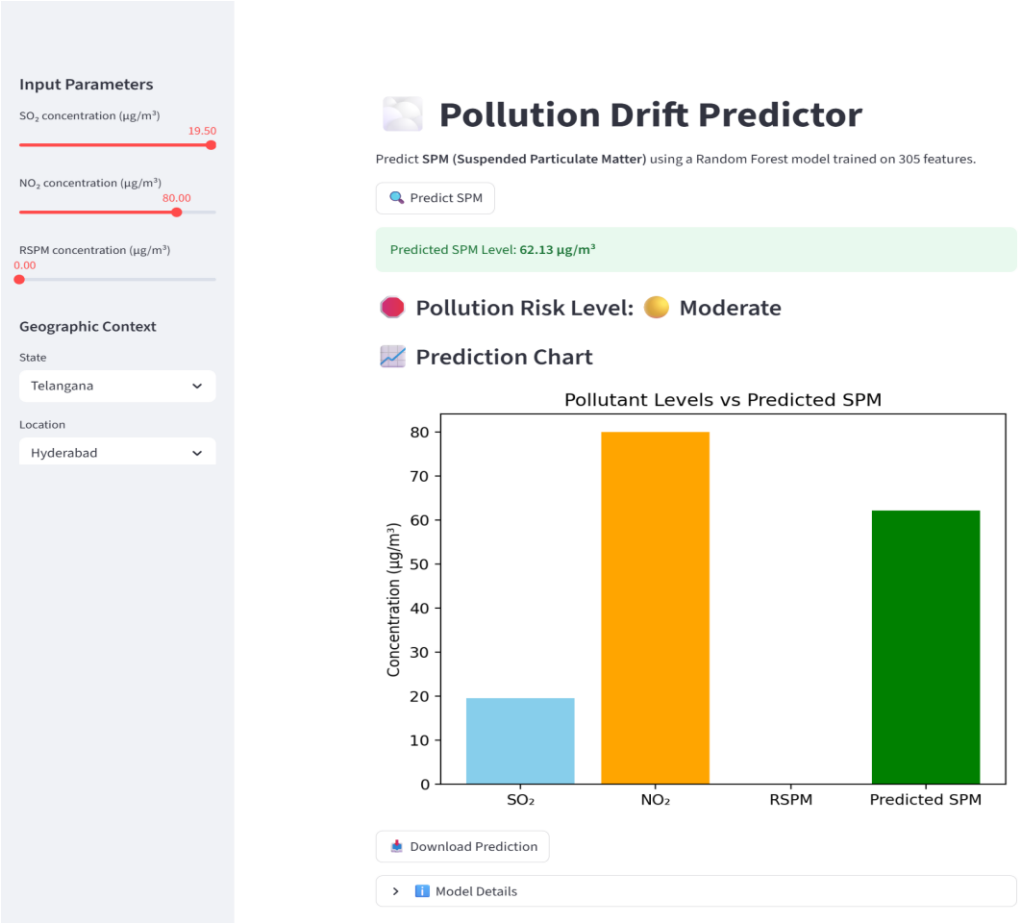 Input Parameters
SO₂ concentration (µg/m³)
19.50
NO₂ concentration (µg/m³)
80.00
RSPM concentration (µg/m³)
0.00
Geographic Context
State
Telangana
Location
Hyderabad
Pollution Drift Predictor
Predict SPM (Suspended Particulate Matter) using a Random Forest model trained on 305 features.
Predict SPM
Predicted SPM Level: 62.13 µg/m³
Pollution Risk Level: Moderate
Prediction Chart
Pollutant Levels vs Predicted SPM
Concentration (µg/m³)
80
70
60
50
40
30
20
10
0
SO₂ NO₂ RSPM Predicted SPM
Download Prediction
Model Details